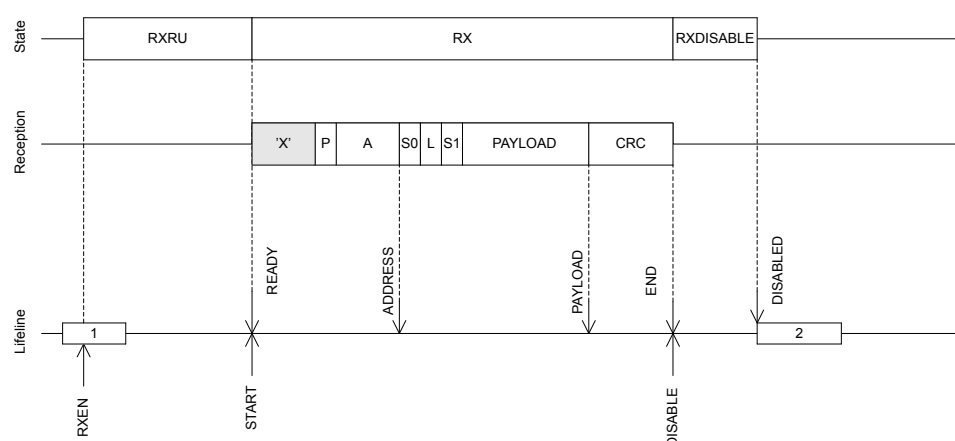 State
RXRU
RX
RXDISABLE
Reception
'X'
P
A
S0
L
S1
PAYLOAD
CRC
READY
ADDRESS
PAYLOAD
END
DISABLED
Lifeline
1
2
RXEN
START
DISABLE